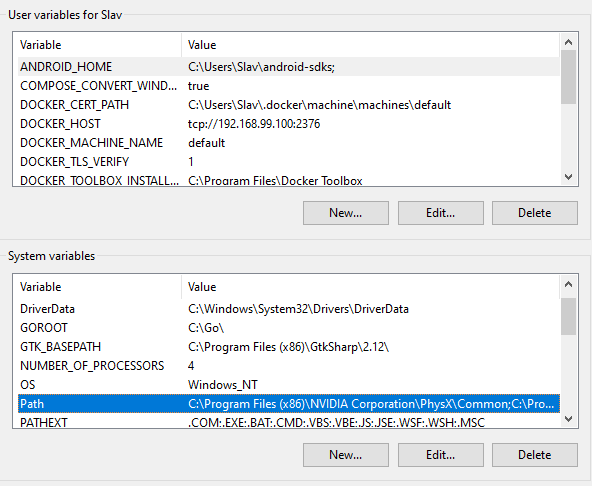 User variables for Slav
Variable Value
ANDROID_HOME C:\Users\Slav\android-sdks;
COMPOSE_CONVERT_WIND... true
DOCKER_CERT_PATH C:\Users\Slav\.docker\machine\machines\default
DOCKER_HOST tcp://192.168.99.100:2376
DOCKER_MACHINE_NAME default
DOCKER_TLS_VERIFY 1
DOCKER_TOOLBOX_INSTALL... C:\Program Files\Docker Toolbox
New... Edit... Delete
System variables
Variable Value
DriverData C:\Windows\System32\Drivers\DriverData
GOROOT C:\Go\
GTK_BASEPATH C:\Program Files (x86)\GtkSharp\2.12\
NUMBER_OF_PROCESSORS 4
OS Windows_NT
Path C:\Program Files (x86)\NVIDIA Corporation\PhysX\Common;C:\Pro...
PATHEXT .COM;.EXE;.BAT;.CMD;.VBS;.VBE;.JS;.JSE;.WSF;.WSH;.MSC
New... Edit... Delete